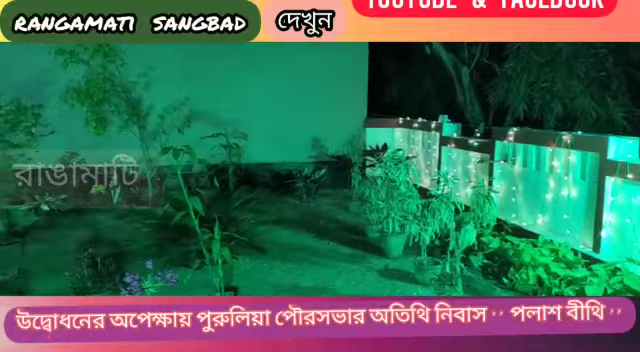 RANGAMATI SANGBAD দেখুন YOUTUBE & FACEBOOK
রাঙামাটি
উদ্বোধনের অপেক্ষায় পুরুলিয়া পৌরসভার অতিথি নিবাস '' পলাশ বীথি ''